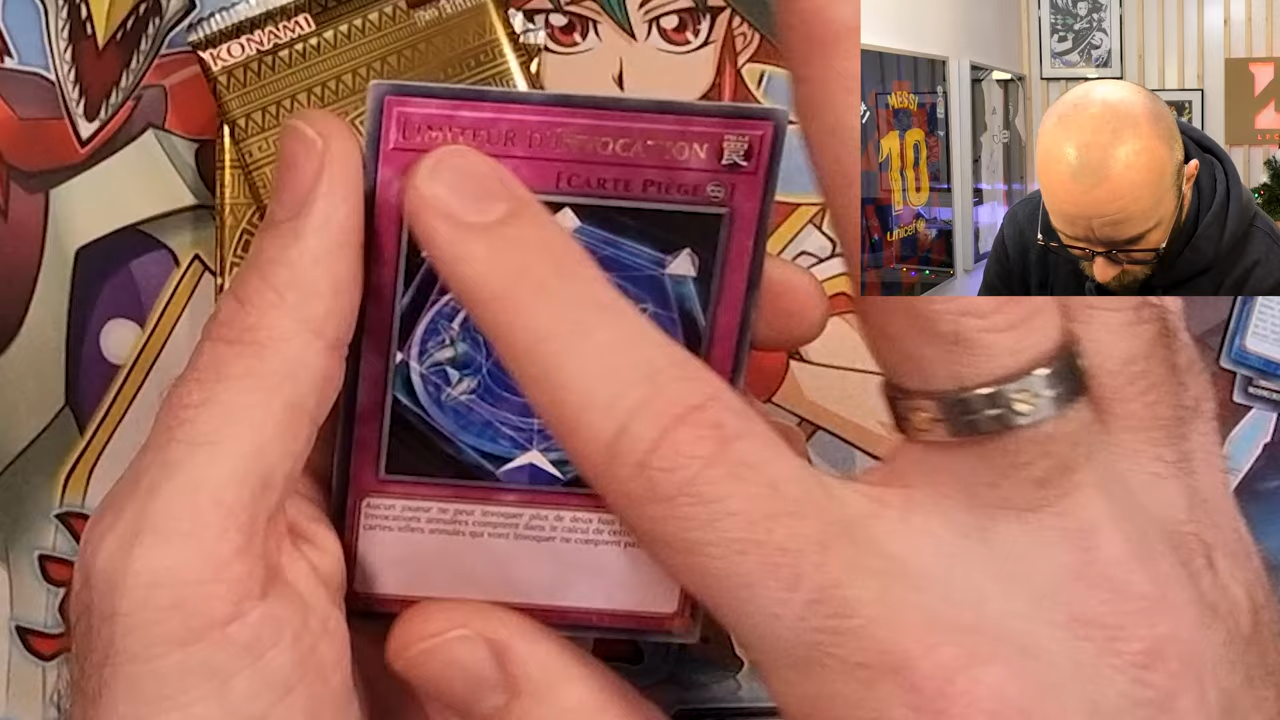 KONAMI
LIMITEUR D'INVOCATION
[CARTE PIÈGE
Aucun joueur ne peut Invoquer plus de deux fois
Invocations annulées comptent dans le calcul de cette
cartes/effets annulés qui vont Invoquer ne comptent pas
MESSI
10
unicef